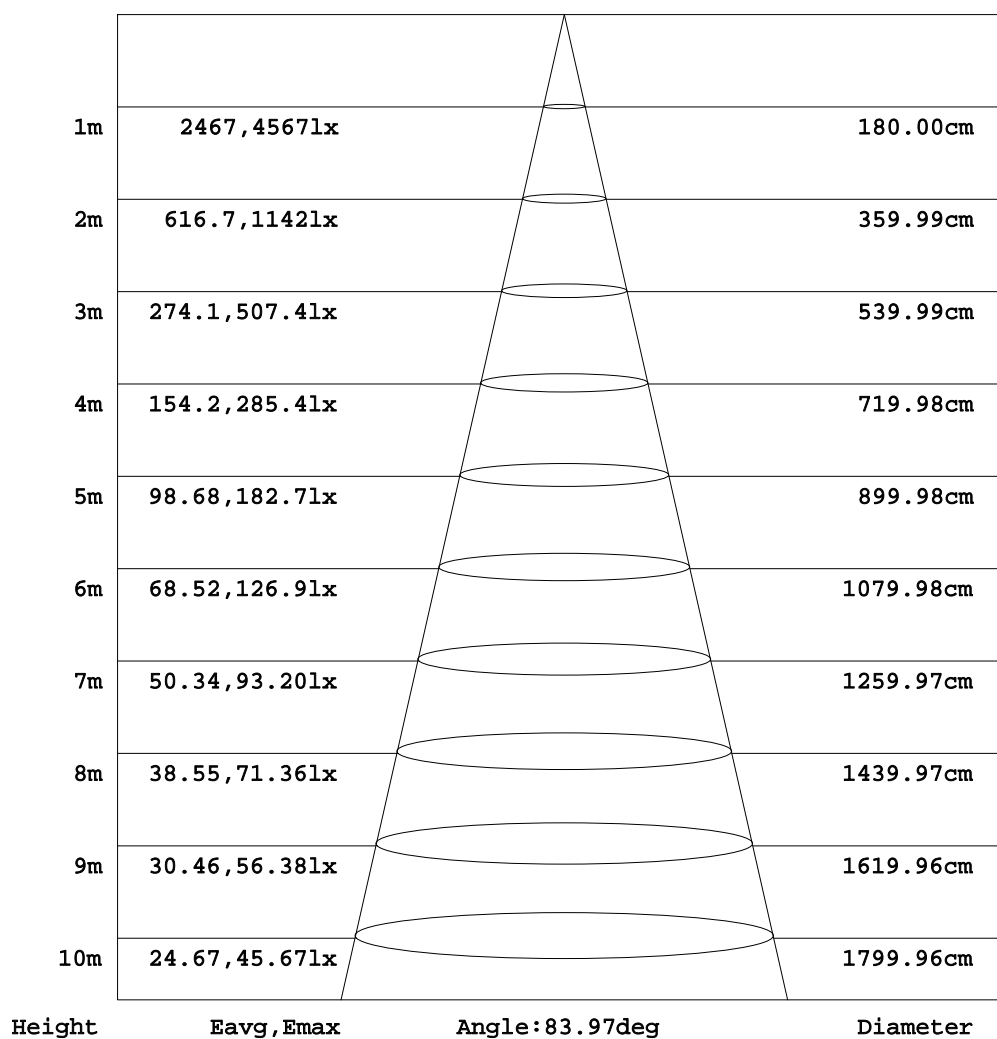 1m 2467,4567lx 180.00cm
2m 616.7,1142lx 359.99cm
3m 274.1,507.4lx 539.99cm
4m 154.2,285.4lx 719.98cm
5m 98.68,182.7lx 899.98cm
6m 68.52,126.9lx 1079.98cm
7m 50.34,93.20lx 1259.97cm
8m 38.55,71.36lx 1439.97cm
9m 30.46,56.38lx 1619.96cm
10m 24.67,45.67lx 1799.96cm
Height Eavg,Emax Angle:83.97deg Diameter